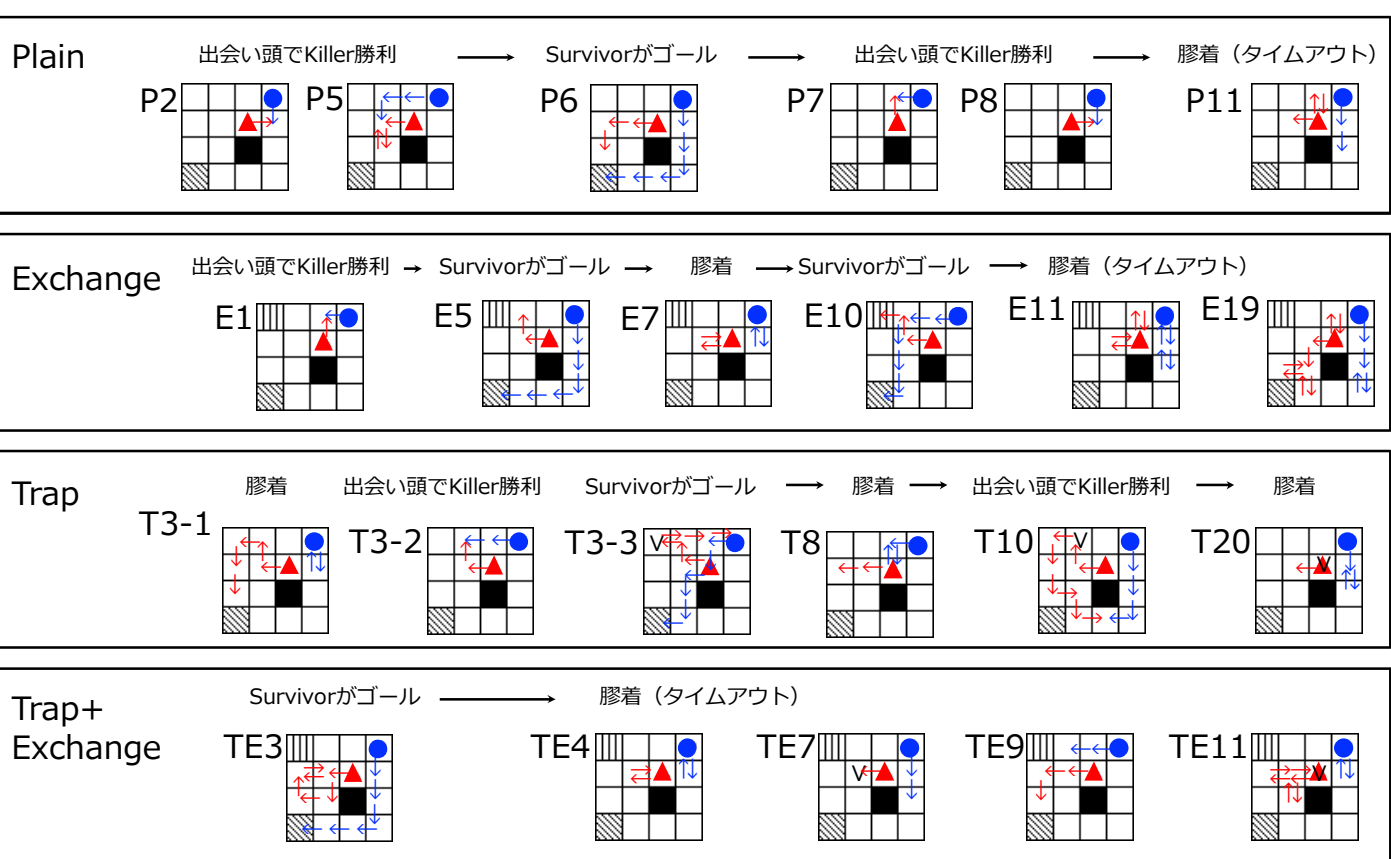 Plain
出会い頭でKiller勝利
Survivorがゴール
出会い頭でKiller勝利
膠着（タイムアウト）
P2
P5
P6
P7
P8
P11
Exchange
出会い頭でKiller勝利
Survivorがゴール
膠着
Survivorがゴール
膠着（タイムアウト）
E1
E5
E7
E10
E11
E19
Trap
膠着
出会い頭でKiller勝利
Survivorがゴール
膠着
出会い頭でKiller勝利
膠着
T3-1
T3-2
T3-3
V
T8
T10
V
T20
V
Trap+
Exchange
Survivorがゴール
膠着（タイムアウト）
TE3
TE4
TE7
V
TE9
TE11
V